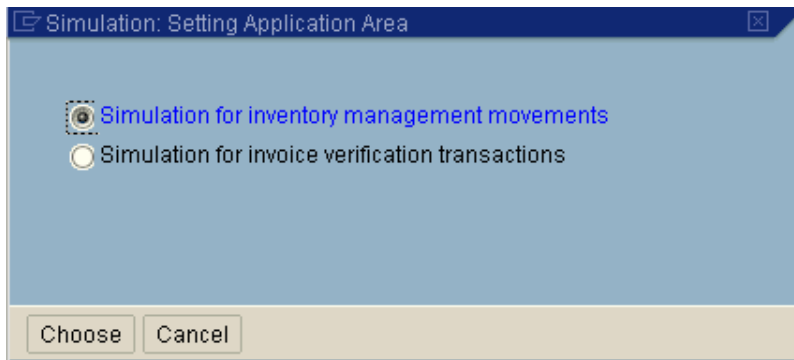 Simulation: Setting Application Area
Simulation for inventory management movements
Simulation for invoice verification transactions
Choose Cancel